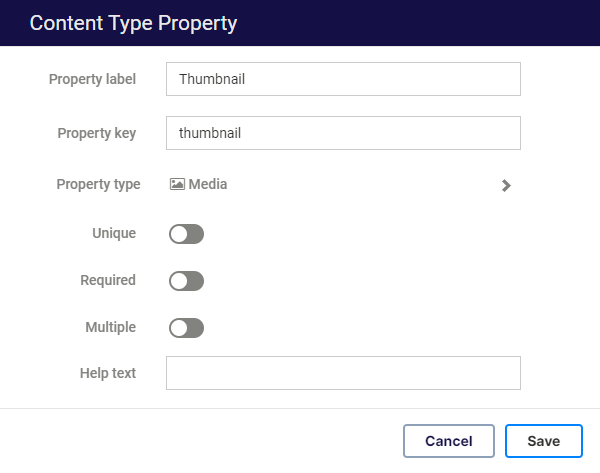 Content Type Property
Property label Thumbnail
Property key thumbnail
Property type Media
Unique
Required
Multiple
Help text
Cancel Save